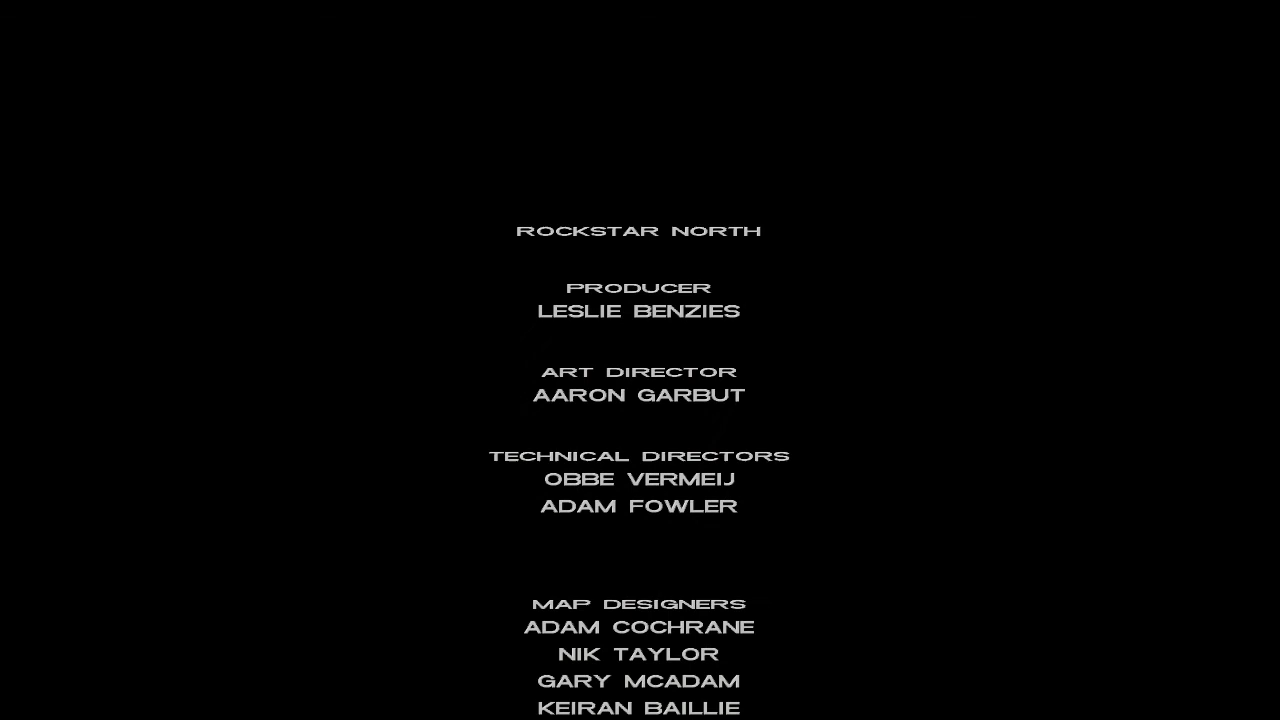 ROCKSTAR NORTH
PRODUCER
LESLIE BENZIES
ART DIRECTOR
AARON GARBUT
TECHNICAL DIRECTORS
OBBE VERMEIJ
ADAM FOWLER
MAP DESIGNERS
ADAM COCHRANE
NIK TAYLOR
GARY MCADAM
KEIRAN BAILLIE